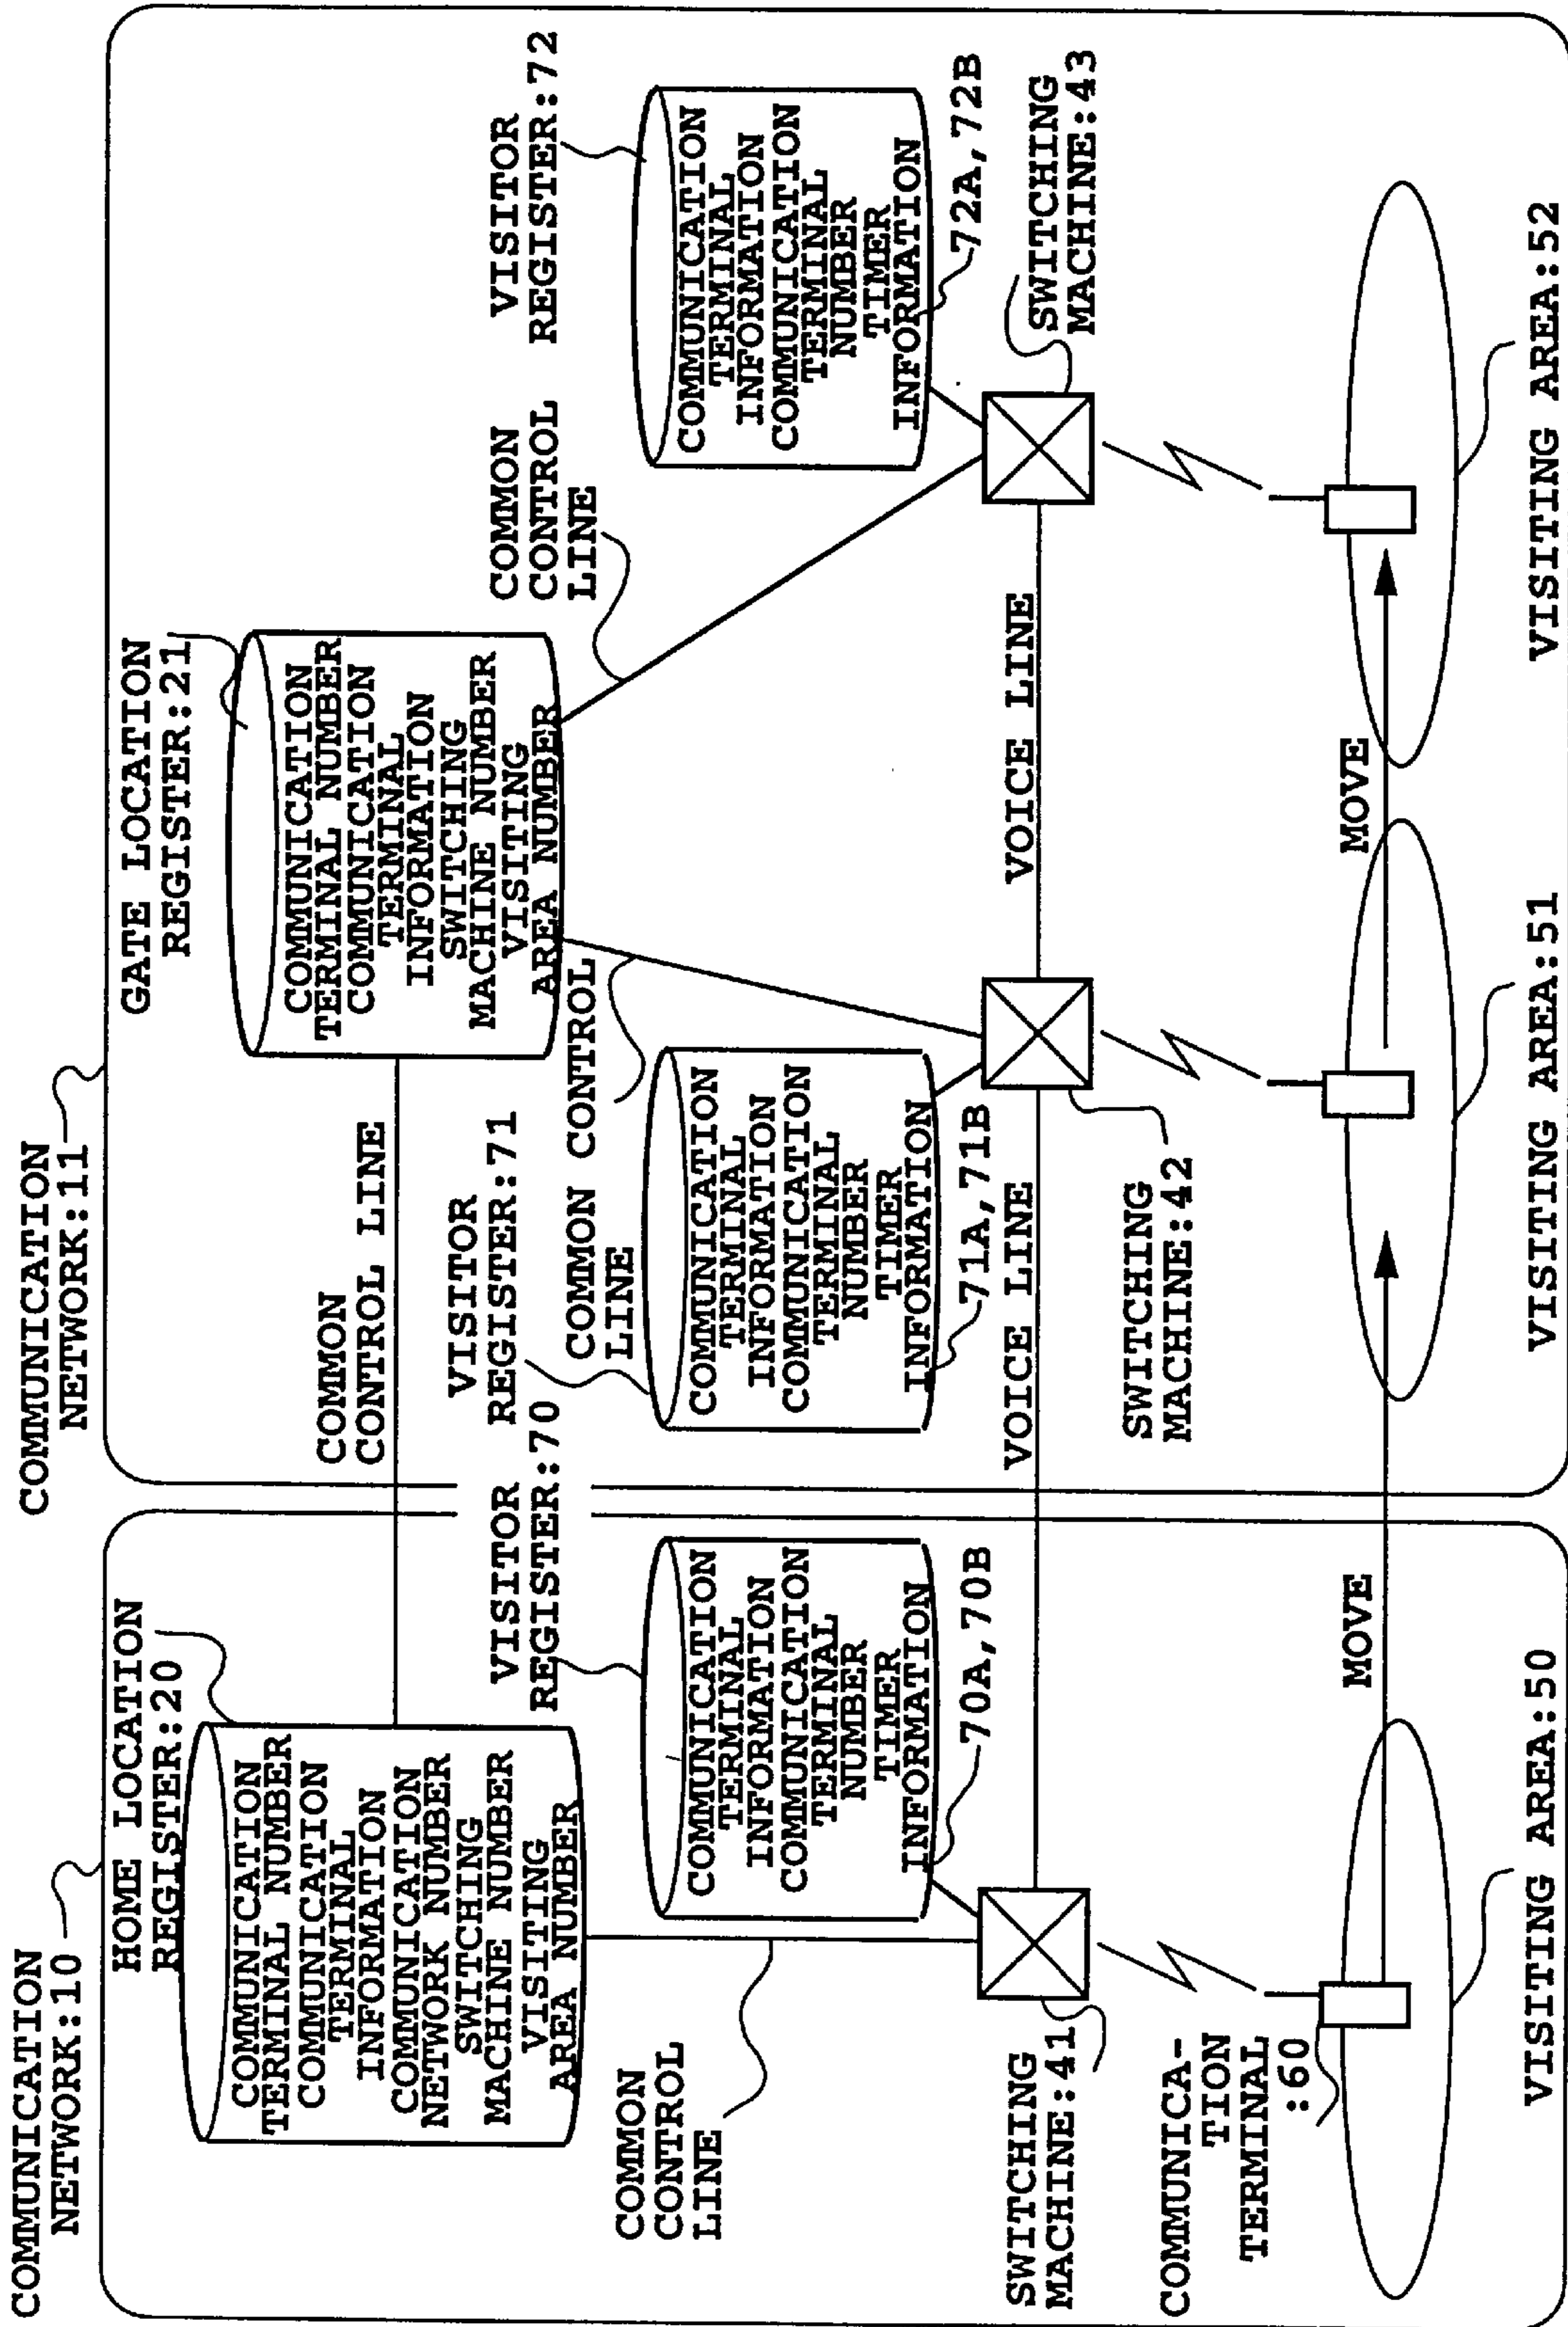 COMMUNICATION
NETWORK:10
HOME LOCATION
REGISTER:20
COMMUNICATION
TERMINAL NUMBER
COMMUNICATION
TERMINAL
INFORMATION
COMMUNICATION
NETWORK NUMBER
SWITCHING
MACHINE NUMBER
VISITING
AREA NUMBER
COMMON
CONTROL
LINE
VISITOR
REGISTER:70
COMMUNICATION
TERMINAL
INFORMATION
COMMUNICATION
TERMINAL
NUMBER
TIMER
INFORMATION
70A,70B
SWITCHING
MACHINE:41
COMMUNICA-
TION
TERMINAL
:60
MOVE
VISITING AREA:50
COMMUNICATION
NETWORK:11
COMMON
CONTROL LINE
GATE LOCATION
REGISTER:21
COMMUNICATION
TERMINAL NUMBER
COMMUNICATION
TERMINAL
INFORMATION
SWITCHING
MACHINE NUMBER
VISITING
AREA NUMBER
VISITOR
REGISTER:71
COMMON CONTROL
LINE
COMMUNICATION
TERMINAL
INFORMATION
COMMUNICATION
TERMINAL
NUMBER
TIMER
INFORMATION
71A,71B
VOICE LINE
SWITCHING
MACHINE:42
VISITING AREA:51
COMMON
CONTROL
LINE
VISITOR
REGISTER:72
COMMUNICATION
TERMINAL
INFORMATION
COMMUNICATION
TERMINAL
NUMBER
TIMER
INFORMATION
72A,72B
VOICE LINE
SWITCHING
MACHINE:43
MOVE
VISITING AREA:52